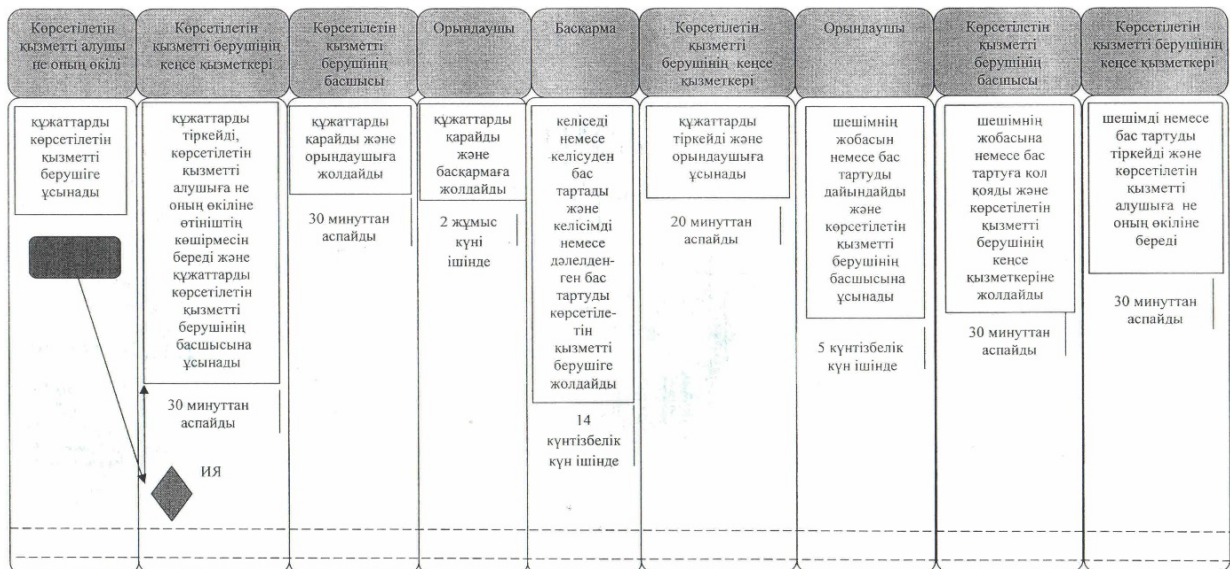 Көрсетілетін
қызметті алушы
не оның өкілі
Көрсетілетін
қызметті берушінің
кеңсе қызметкері
Көрсетілетін
қызметті
берушінің
басшысы
Орындаушы
Басқарма
Көрсетілетін
қызметті
берушінің кеңсе
қызметкері
Орындаушы
Көрсетілетін
қызметті
берушінің
басшысы
Көрсетілетін
қызметті берушінің
кеңсе қызметкері
құжаттарды
көрсетілетін
қызметті
берушіге
ұсынады
құжаттарды
тіркейді,
көрсетілетін
қызметті
алушыға не
оның өкіліне
өтініштің
көшірмесін
береді және
құжаттарды
көрсетілетін
қызметті
берушінің
басшысына
ұсынады
30 минуттан
аспайды
ИЯ
құжаттарды
қарайды және
орындаушыға
жолдайды
30 минуттан
аспайды
құжаттарды
қарайды
және
басқармаға
жолдайды
2 жұмыс
күні
ішінде
келіседі
немесе
келісуден
бас
тартады
және
келісімді
немесе
дәлелден-
ген бас
тартуды
көрсетіле-
тін
қызметті
берушіге
жолдайды
14
күнтізбелік
күн ішінде
құжаттарды
тіркейді және
орындаушыға
ұсынады
20 минуттан
аспайды
шешімнің
жобасын
немесе бас
тартуды
дайындайды
және
көрсетілетін
қызметті
берушінің
басшысына
ұсынады
5 күнтізбелік
күн ішінде
шешімнің
жобасына
немесе бас
тартуға қол
қояды және
көрсетілетін
қызметті
берушінің
кеңсе
қызметкеріне
жолдайды
30 минуттан
аспайды
шешімді немесе
бас тартуды
тіркейді және
көрсетілетін
қызметті
алушыға не
оның өкіліне
береді
30 минуттан
аспайды